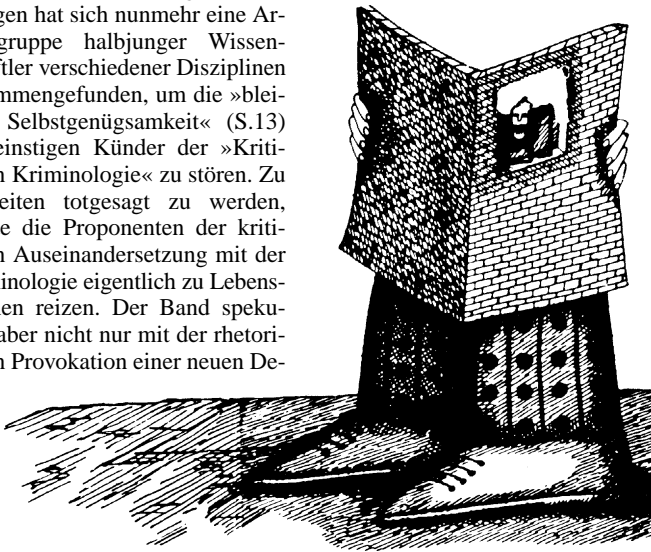 gen hat sich nunmehr eine Ar-
gruppe halbjunger Wissen-
ftler verschiedener Disziplinen
mmengefunden, um die »blei-
Selbstgenügsamkeit« (S.13)
einstigen Künder der »Kriti-
n Kriminologie« zu stören. Zu
eiten totgesagt zu werden,
e die Proponenten der kriti-
n Auseinandersetzung mit der
inologie eigentlich zu Lebens-
en reizen. Der Band speku-
aber nicht nur mit der rhetori-
n Provokation einer neuen De-